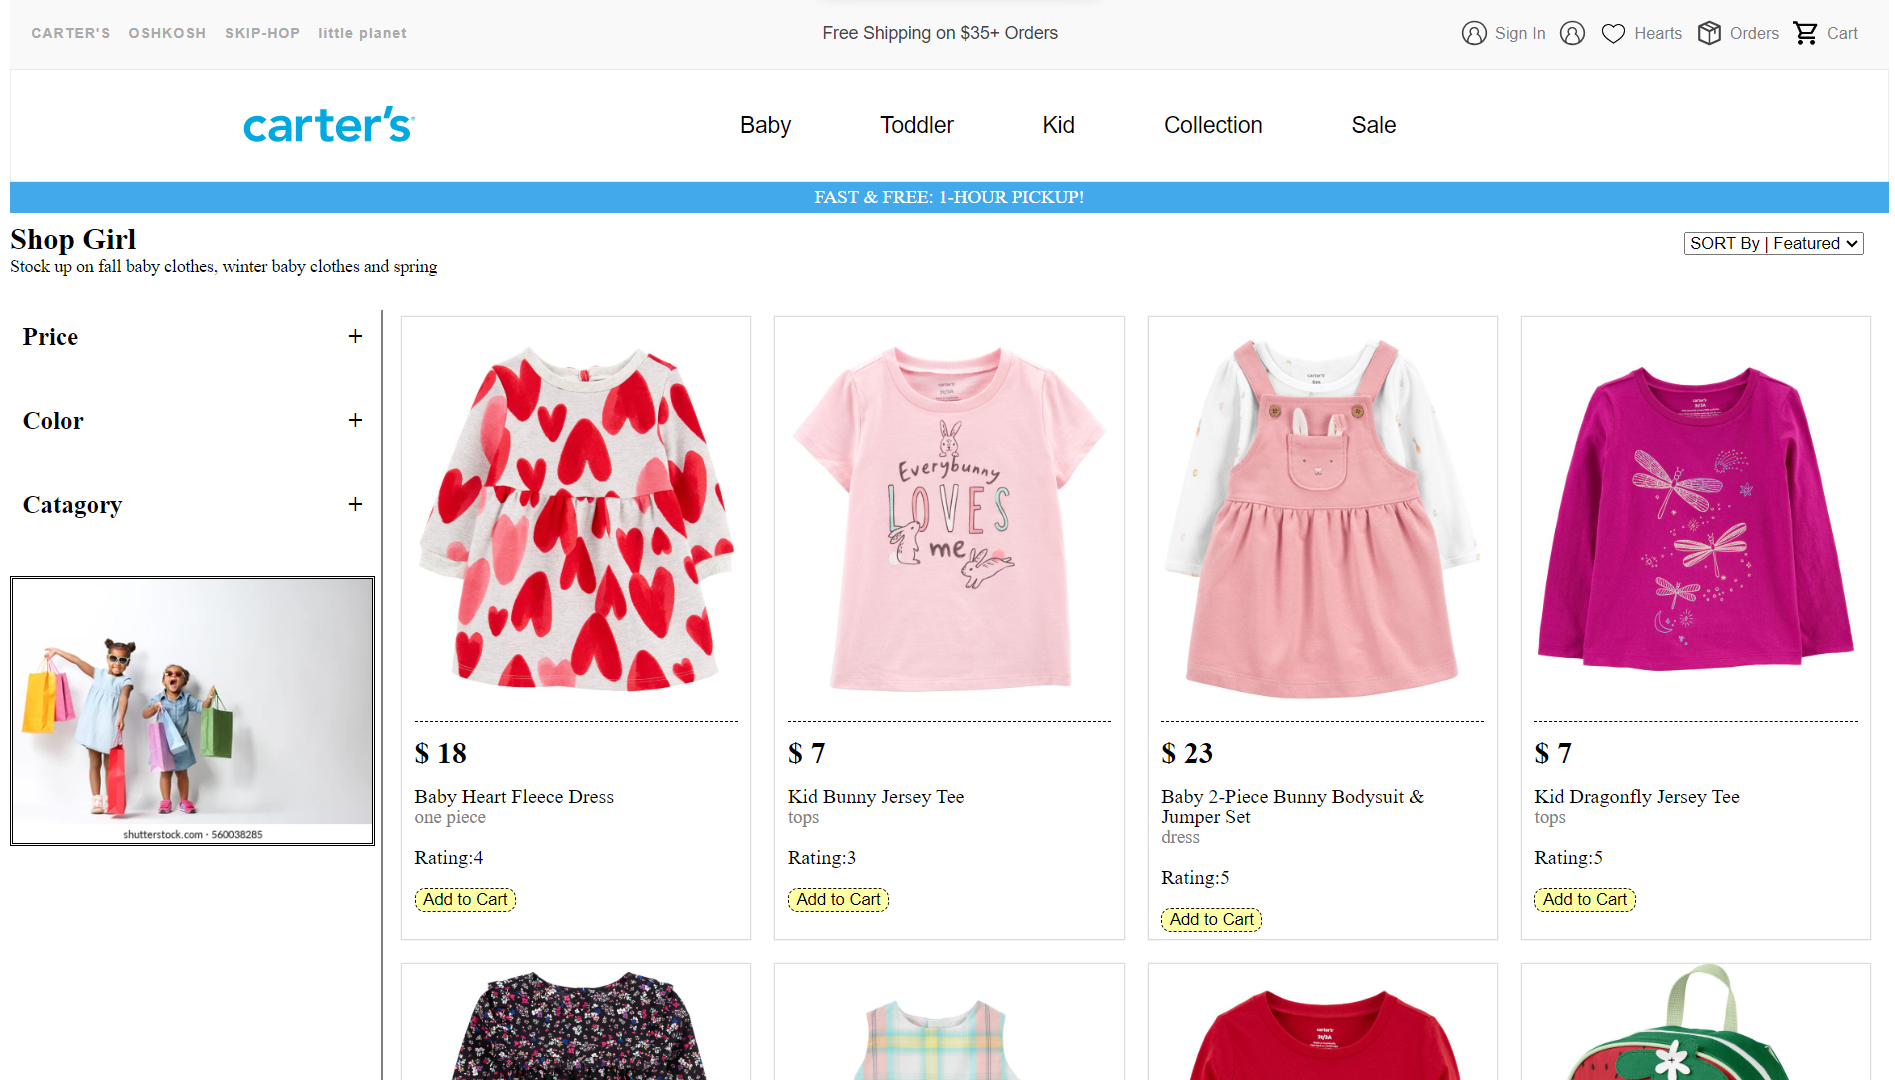 CARTER'S OSHKOSH SKIP-HOP little planet
Free Shipping on $35+ Orders
Sign In Hearts Orders Cart
carter's
Baby Toddler Kid Collection Sale
FAST & FREE: 1-HOUR PICKUP!
Shop Girl
Stock up on fall baby clothes, winter baby clothes and spring
SORT By | Featured
Price +
Color +
Catagory +
shutterstock.com · 560038285
Everybunny
LOVES
me
carter's
carter's
carter's
$ 18
Baby Heart Fleece Dress
one piece
Rating:4
Add to Cart
$ 7
Kid Bunny Jersey Tee
tops
Rating:3
Add to Cart
$ 23
Baby 2-Piece Bunny Bodysuit &
Jumper Set
dress
Rating:5
Add to Cart
$ 7
Kid Dragonfly Jersey Tee
tops
Rating:5
Add to Cart
carter's